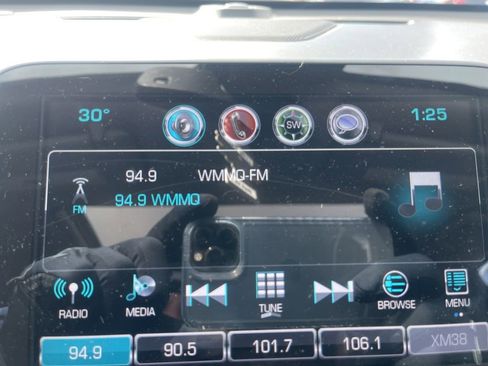 30° SW 1:25
94.9 WMMQ-FM
FM 94.9 WMMQ
RADIO MEDIA TUNE BROWSE MENU
94.9 90.5 101.7 106.1 XM38